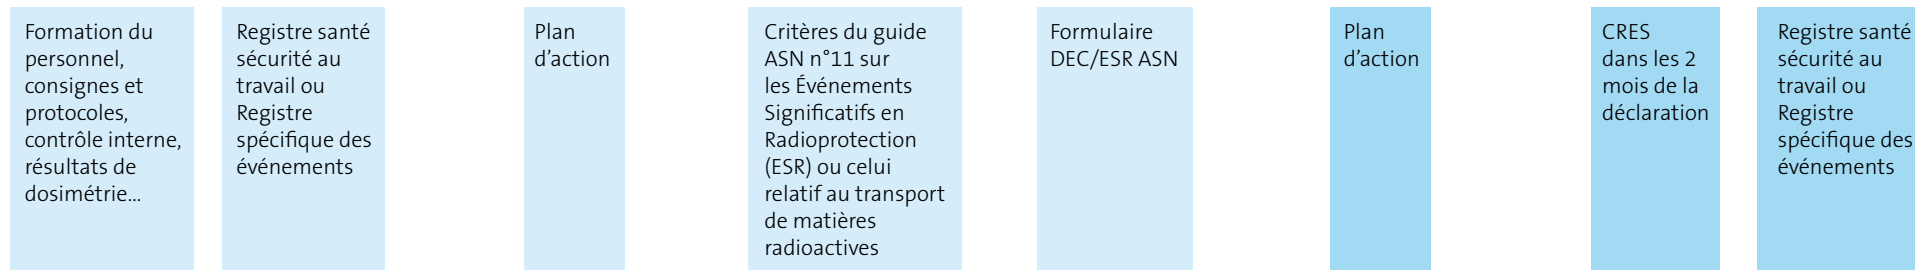 Formation du
personnel,
consignes et
protocoles,
contrôle interne,
résultats de
dosimétrie...
Registre santé
sécurité au
travail ou
Registre
spécifique des
événements
Plan
d’action
Critères du guide
ASN n°11 sur
les Événements
Significatifs en
Radioprotection
(ESR) ou celui
relatif au transport
de matières
radioactives
Formulaire
DEC/ESR ASN
Plan
d’action
CRES
dans les 2
mois de la
déclaration
Registre santé
sécurité au
travail ou
Registre
spécifique des
événements